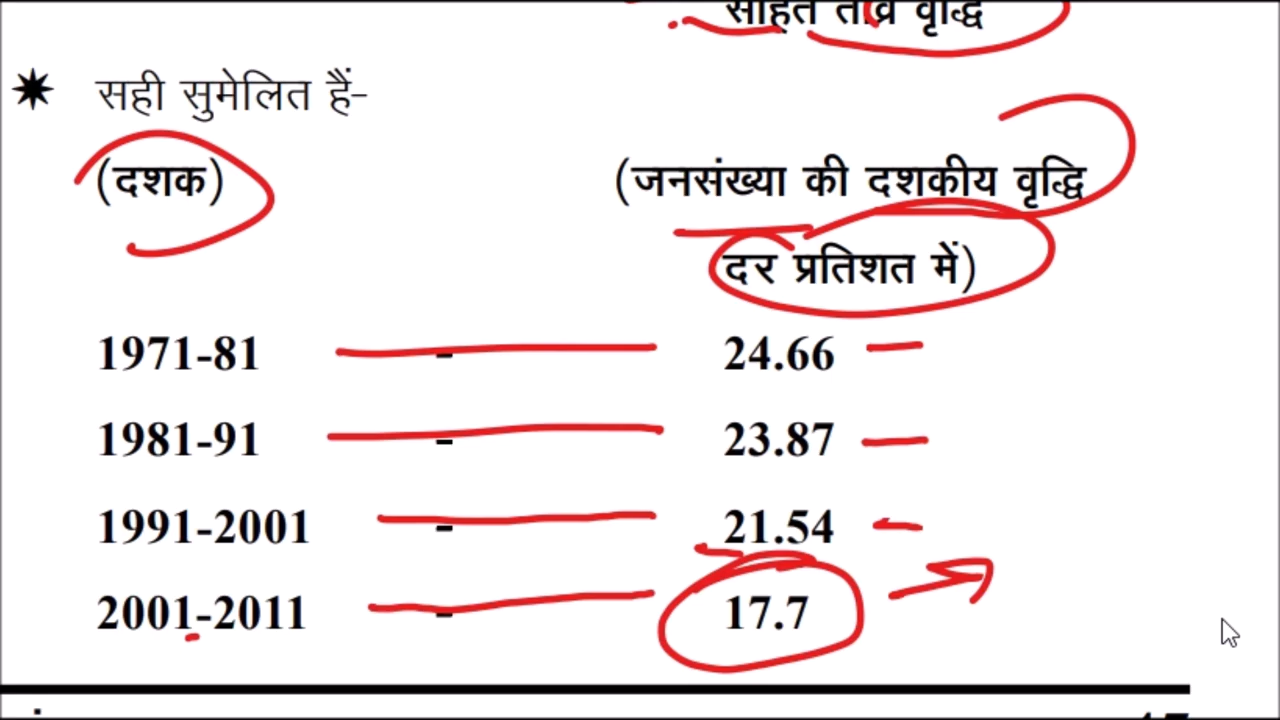 सहित तीव्र वृद्धि
✷ सही सुमेलित हैं–
(दशक) (जनसंख्या की दशकीय वृद्धि
दर प्रतिशत में)
1971-81 - 24.66
1981-91 - 23.87
1991-2001 - 21.54
2001-2011 - 17.7